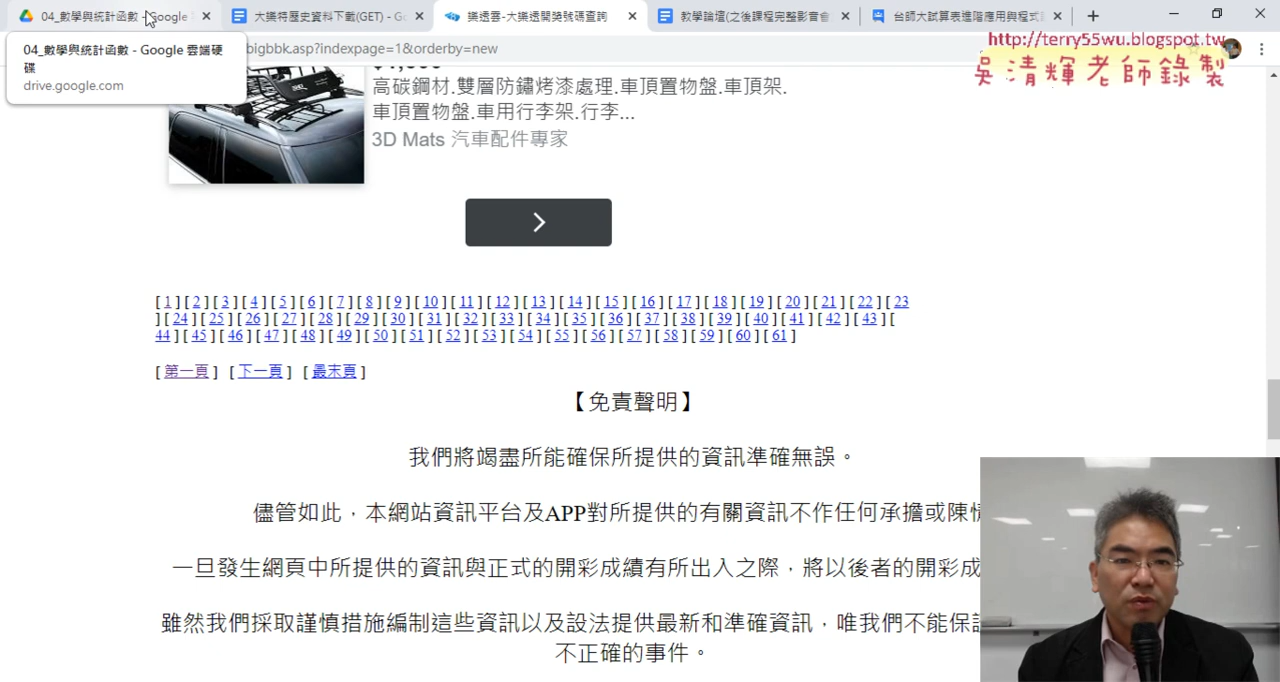 04_數學與統計函數 - Google
大樂特歷史資料下載(GET) - Go
樂透雲-大樂透開獎號碼查詢
教學論壇(之後課程完整影音會
台師大試算表進階應用與程式
04_數學與統計函數 - Google 雲端硬
碟
drive.google.com
bigbbk.asp?indexpage=1&orderby=new
http://terry55wu.blogspot.tw
吳清輝老師錄製
高碳鋼材.雙層防鏽烤漆處理.車頂置物盤.車頂架.
車頂置物盤.車用行李架.行李...
3D Mats 汽車配件專家
[ 1 ] [ 2 ] [ 3 ] [ 4 ] [ 5 ] [ 6 ] [ 7 ] [ 8 ] [ 9 ] [ 10 ] [ 11 ] [ 12 ] [ 13 ] [ 14 ] [ 15 ] [ 16 ] [ 17 ] [ 18 ] [ 19 ] [ 20 ] [ 21 ] [ 22 ] [ 23
] [ 24 ] [ 25 ] [ 26 ] [ 27 ] [ 28 ] [ 29 ] [ 30 ] [ 31 ] [ 32 ] [ 33 ] [ 34 ] [ 35 ] [ 36 ] [ 37 ] [ 38 ] [ 39 ] [ 40 ] [ 41 ] [ 42 ] [ 43 ] [
44 ] [ 45 ] [ 46 ] [ 47 ] [ 48 ] [ 49 ] [ 50 ] [ 51 ] [ 52 ] [ 53 ] [ 54 ] [ 55 ] [ 56 ] [ 57 ] [ 58 ] [ 59 ] [ 60 ] [ 61 ]
[ 第一頁 ] [ 下一頁 ] [ 最末頁 ]
【免責聲明】
我們將竭盡所能確保所提供的資訊準確無誤。
儘管如此，本網站資訊平台及APP對所提供的有關資訊不作任何承擔或陳
一旦發生網頁中所提供的資訊與正式的開彩成績有所出入之際，將以後者的開彩成
雖然我們採取謹慎措施編制這些資訊以及設法提供最新和準確資訊，唯我們不能保
不正確的事件。